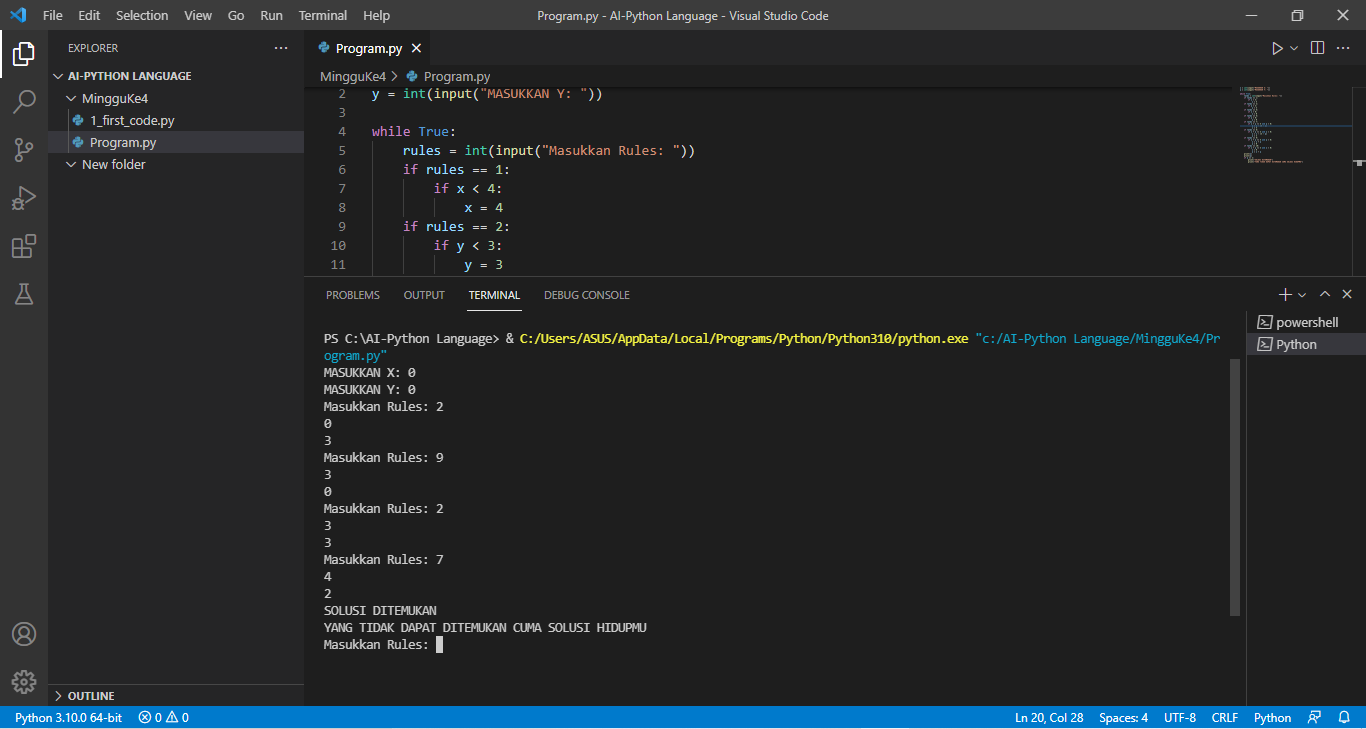 File Edit Selection View Go Run Terminal Help
Program.py - AI-Python Language - Visual Studio Code
EXPLORER
AI-PYTHON LANGUAGE
MingguKe4
1_first_code.py
Program.py
New folder
OUTLINE
Program.py
MingguKe4 > Program.py
2 y = int(input("MASUKKAN Y: "))
3
4 while True:
5 rules = int(input("Masukkan Rules: "))
6 if rules == 1:
7 if x < 4:
8 x = 4
9 if rules == 2:
10 if y < 3:
11 y = 3
PROBLEMS OUTPUT TERMINAL DEBUG CONSOLE
PS C:\AI-Python Language> & C:/Users/ASUS/AppData/Local/Programs/Python/Python310/python.exe "c:/AI-Python Language/MingguKe4/Pr
ogram.py"
MASUKKAN X: 0
MASUKKAN Y: 0
Masukkan Rules: 2
0
3
Masukkan Rules: 9
3
0
Masukkan Rules: 2
3
3
Masukkan Rules: 7
4
2
SOLUSI DITEMUKAN
YANG TIDAK DAPAT DITEMUKAN CUMA SOLUSI HIDUPMU
Masukkan Rules:
powershell
Python
Python 3.10.0 64-bit 0 0
Ln 20, Col 28 Spaces: 4 UTF-8 CRLF Python